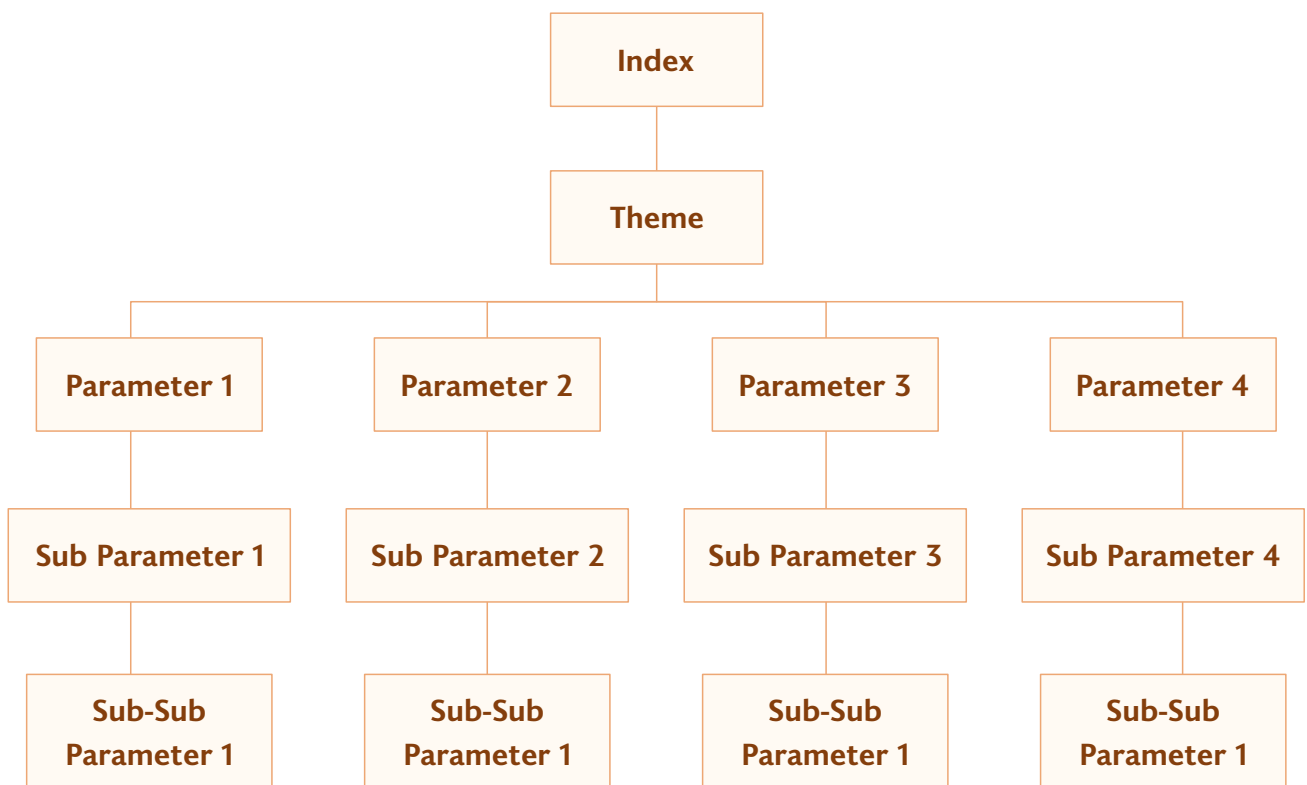 Index
Theme
Parameter 1
Parameter 2
Parameter 3
Parameter 4
Sub Parameter 1
Sub Parameter 2
Sub Parameter 3
Sub Parameter 4
Sub-Sub
Parameter 1
Sub-Sub
Parameter 1
Sub-Sub
Parameter 1
Sub-Sub
Parameter 1